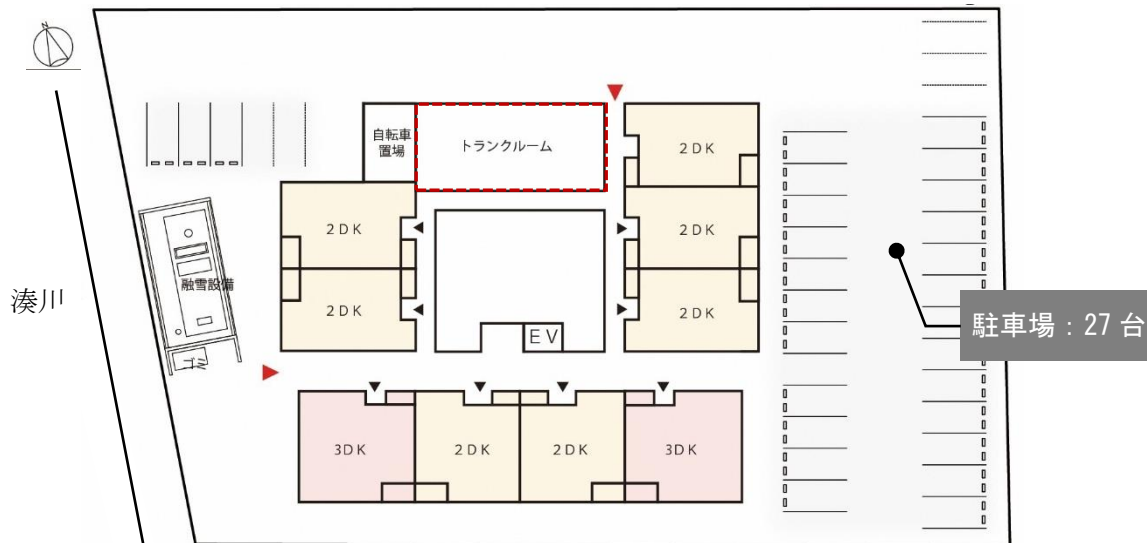 N
自転車
置場
トランクルーム
2DK
2DK
2DK
2DK
2DK
融雪設備
湊川
ゴミ
EV
駐車場：27台
3DK
2DK
2DK
3DK